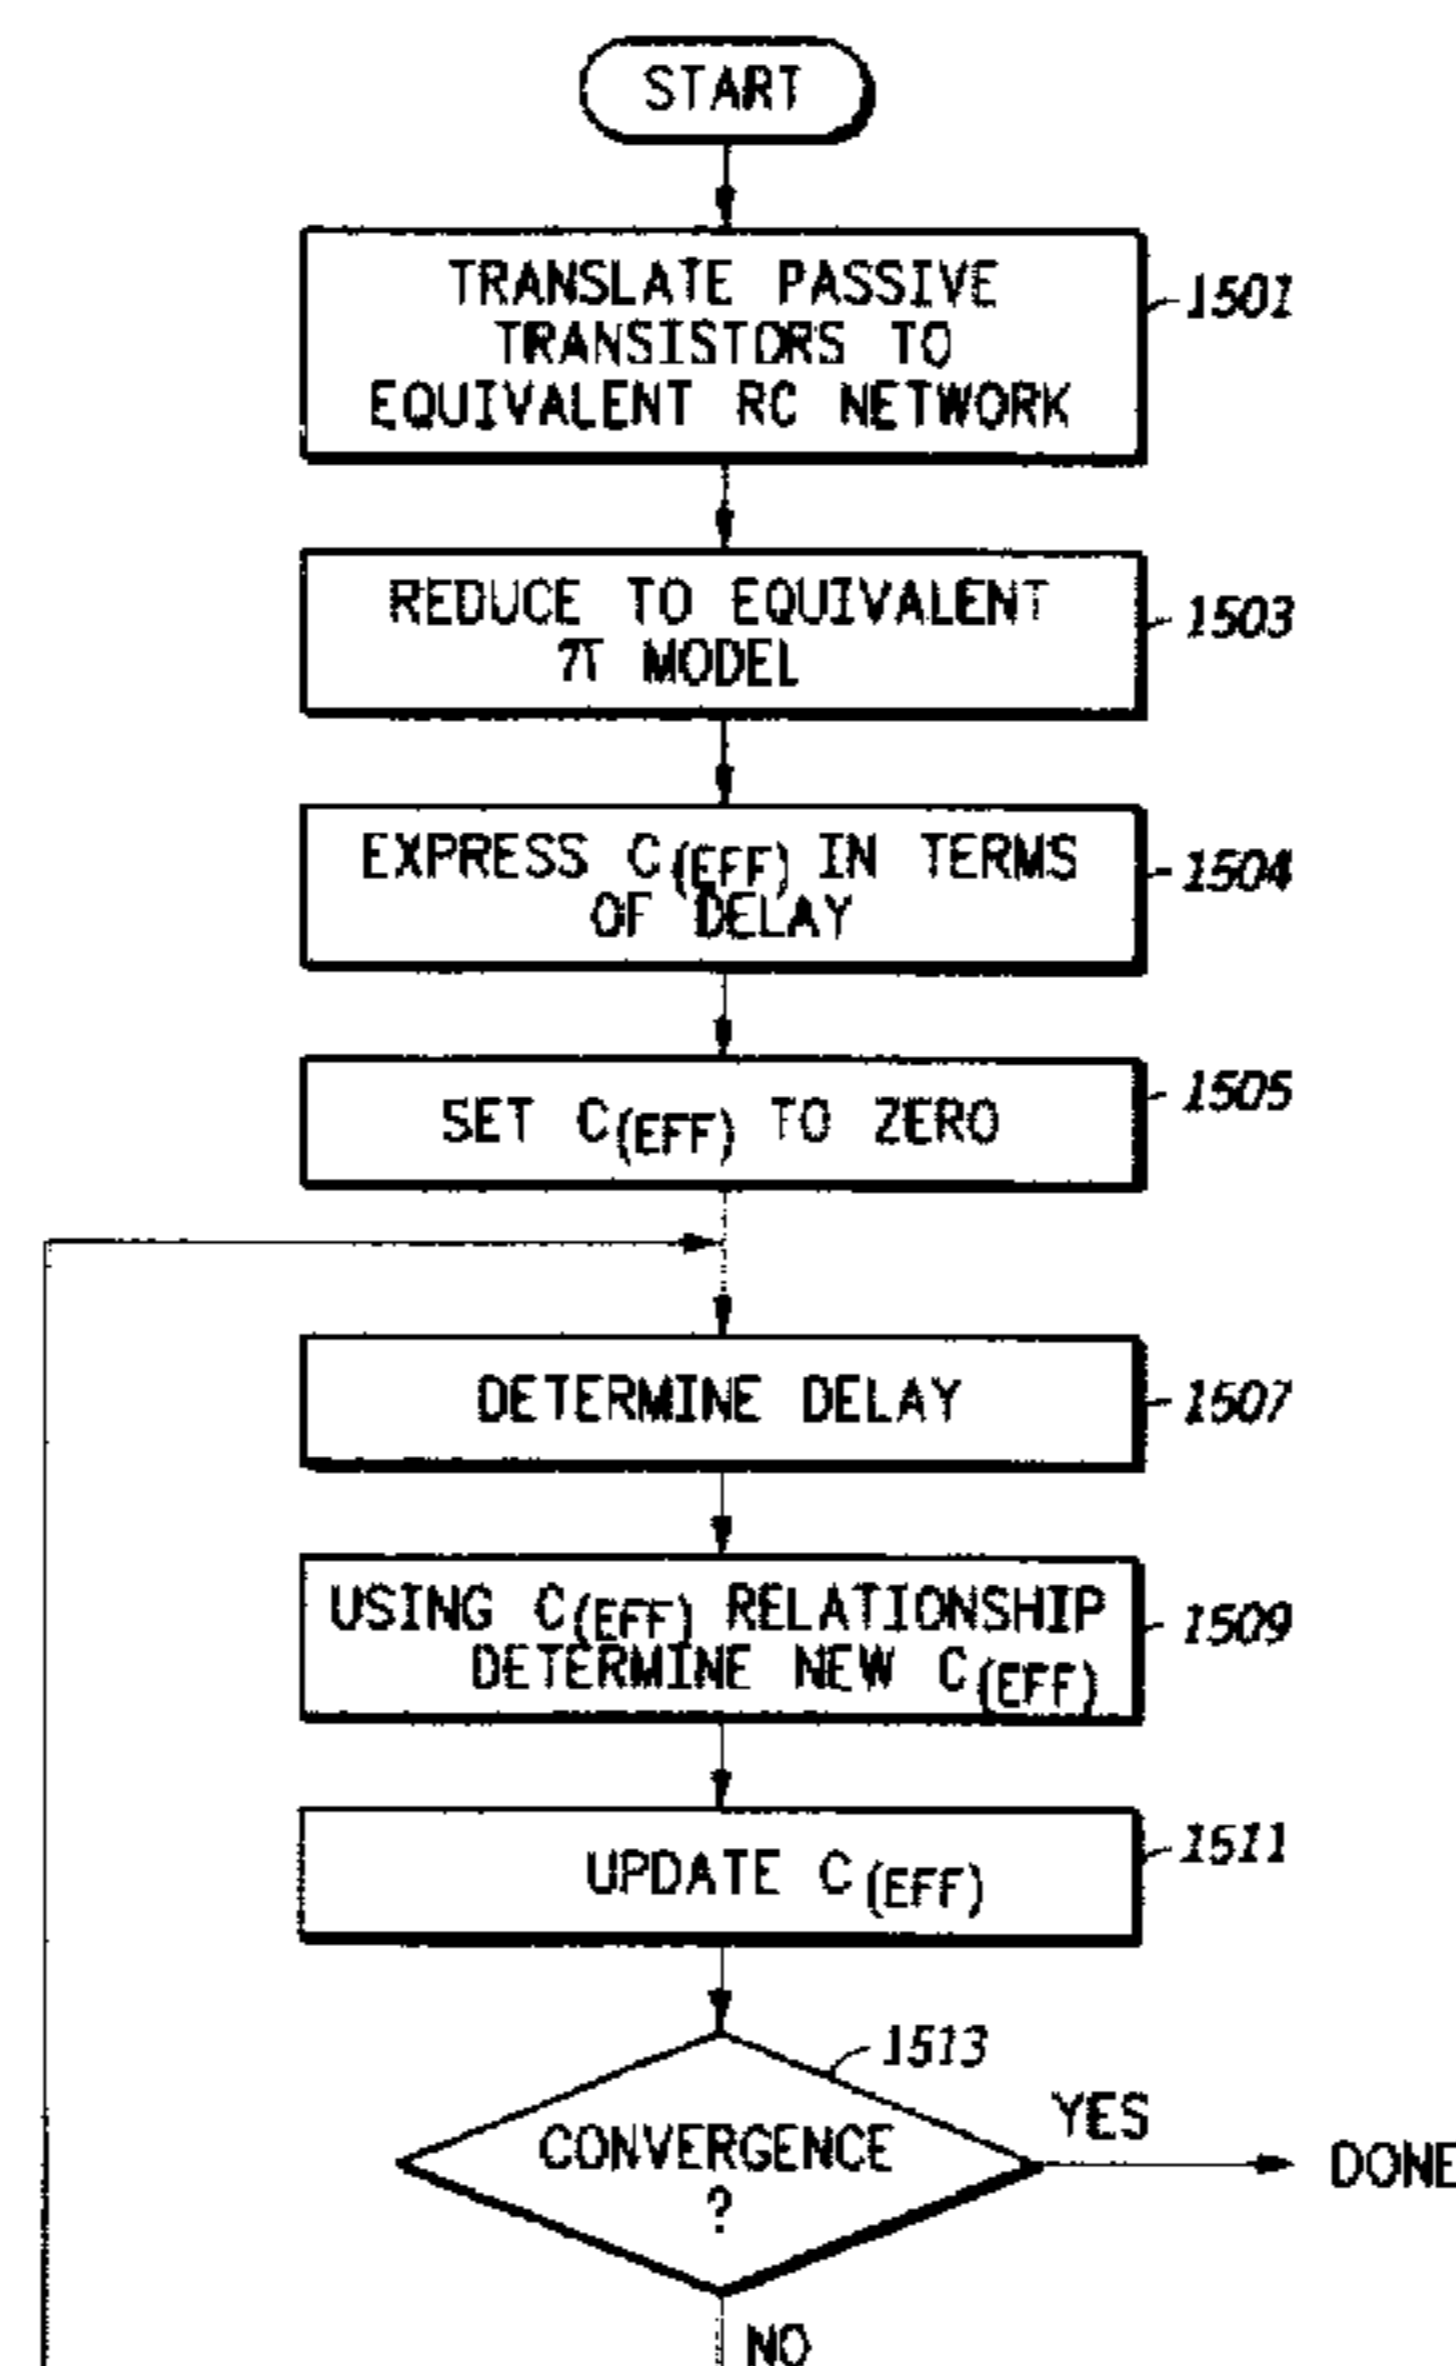 START
TRANSLATE PASSIVE
TRANSISTORS TO
EQUIVALENT RC NETWORK
1501
REDUCE TO EQUIVALENT
π MODEL
1503
EXPRESS C(EFF) IN TERMS
OF DELAY
1504
SET C(EFF) TO ZERO
1505
DETERMINE DELAY
1507
USING C(EFF) RELATIONSHIP
DETERMINE NEW C(EFF)
1509
UPDATE C(EFF)
1511
1513
CONVERGENCE
?
YES
DONE
NO